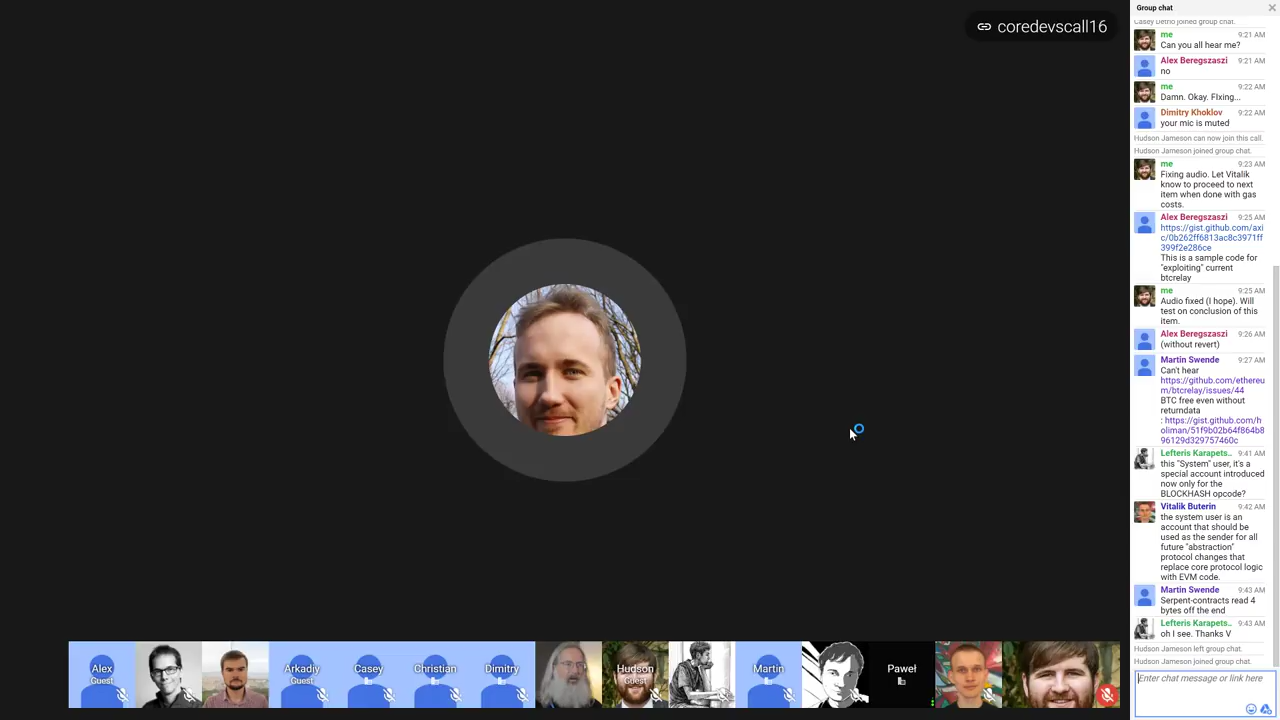 coredevscall16
Group chat
Casey Detrio joined group chat.
me 9:21 AM
Can you all hear me?
Alex Beregszaszi 9:21 AM
no
me 9:22 AM
Damn. Okay. FIxing...
Dimitry Khoklov 9:22 AM
your mic is muted
Hudson Jameson can now join this call.
Hudson Jameson joined group chat.
me 9:23 AM
Fixing audio. Let Vitalik
know to proceed to next
item when done with gas
costs.
Alex Beregszaszi 9:25 AM
https://gist.github.com/axi
c/0b262ff6813ac8c3971ff
399f2e286ce
This is a sample code for
"exploiting" current
btcrelay
me 9:25 AM
Audio fixed (I hope). Will
test on conclusion of this
item.
Alex Beregszaszi 9:26 AM
(without revert)
Martin Swende 9:27 AM
Can't hear
https://github.com/ethereu
m/btcrelay/issues/44
BTC free even without
returndata
: https://gist.github.com/h
oliman/51f9b02b64f864b8
96129d329757460c
Lefteris Karapets.. 9:41 AM
this "System" user, it's a
special account introduced
now only for the
BLOCKHASH opcode?
Vitalik Buterin 9:42 AM
the system user is an
account that should be
used as the sender for all
future "abstraction"
protocol changes that
replace core protocol logic
with EVM code.
Martin Swende 9:43 AM
Serpent-contracts read 4
bytes off the end
Lefteris Karapets.. 9:43 AM
oh I see. Thanks V
Hudson Jameson left group chat.
Hudson Jameson joined group chat.
Enter chat message or link here
Alex Arkadiy Casey Christian Dimitry Hudson Martin Paweł
Guest Guest